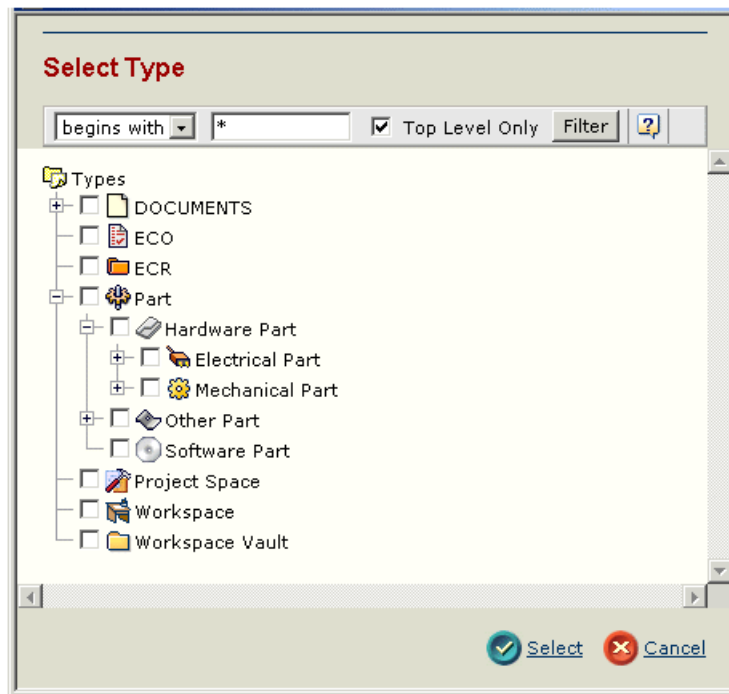 Select Type
begins with * Top Level Only Filter
Types
DOCUMENTS
ECO
ECR
Part
Hardware Part
Electrical Part
Mechanical Part
Other Part
Software Part
Project Space
Workspace
Workspace Vault
Select Cancel